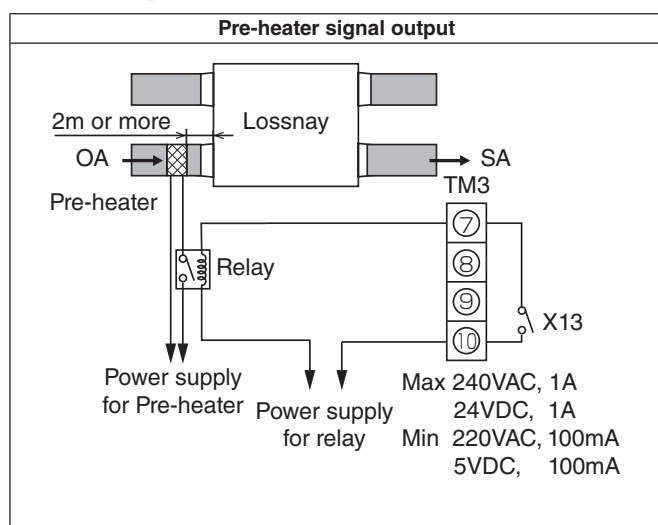 Pre-heater signal output
2m or more
Lossnay
OA
SA
TM3
Pre-heater
⑦
Relay
⑧
⑨
X13
⑩
Power supply
for Pre-heater
Power supply
for relay
Max 240VAC, 1A
24VDC, 1A
Min 220VAC, 100mA
5VDC, 100mA